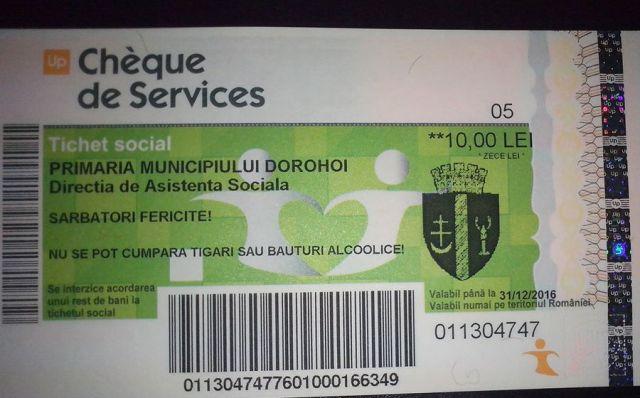 Up Chèque
de Services
05
Tichet social
**10,00 LEI
" ZECE LEI "
PRIMARIA MUNICIPIULUI DOROHOI
Directia de Asistenta Sociala
SARBATORI FERICITE!
NU SE POT CUMPARA TIGARI SAU BAUTURI ALCOOLICE!
Se interzice acordarea
unui rest de bani la
tichetul social
Valabil până la 31/12/2016
Valabil numai pe teritoriul României.
011304747
0113047477601000166349